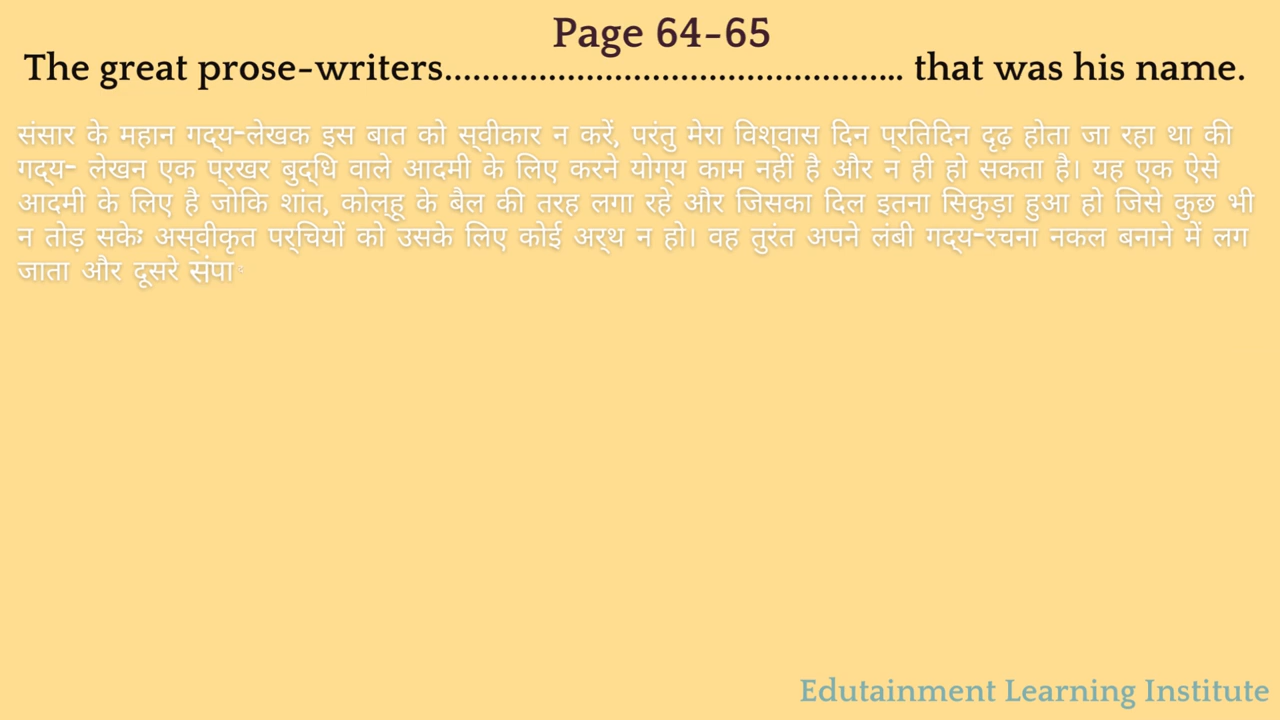 Page 64-65
The great prose-writers................................................ that was his name.
संसार के महान गद्य-लेखक इस बात को स्वीकार न करें, परंतु मेरा विश्वास दिन प्रतिदिन दृढ़ होता जा रहा था की
गद्य- लेखन एक प्रखर बुद्धि वाले आदमी के लिए करने योग्य काम नहीं है और न ही हो सकता है। यह एक ऐसे
आदमी के लिए है जोकि शांत, कोल्हू के बैल की तरह लगा रहे और जिसका दिल इतना सिकुड़ा हुआ हो जिसे कुछ भी
न तोड़ सकेः अस्वीकृत पर्चियों को उसके लिए कोई अर्थ न हो। वह तुरंत अपने लंबी गद्य-रचना नकल बनाने में लग
जाता और दूसरे संपा
Edutainment Learning Institute